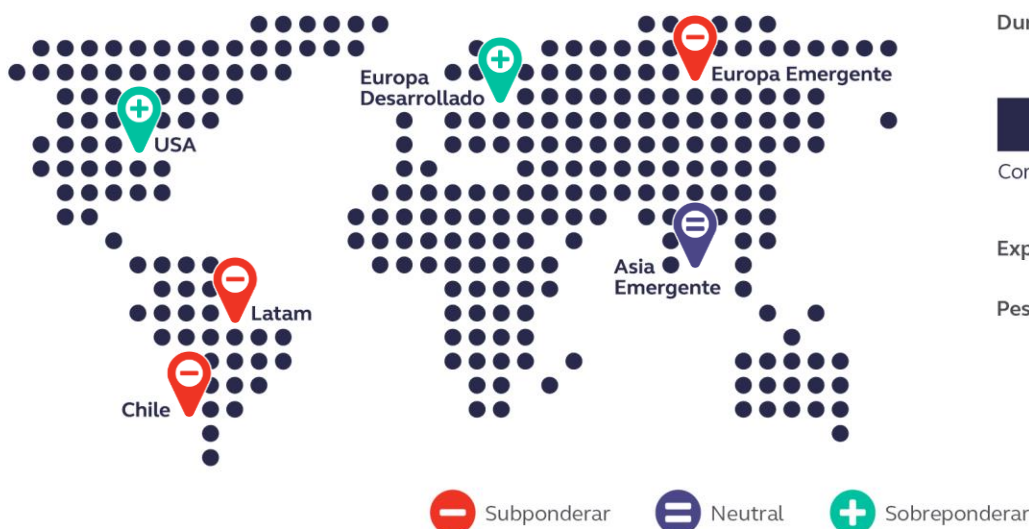 Europa
Desarrollado
Europa Emergente
USA
Asia
Emergente
Latam
Chile
Subponderar
Neutral
Sobreponderar